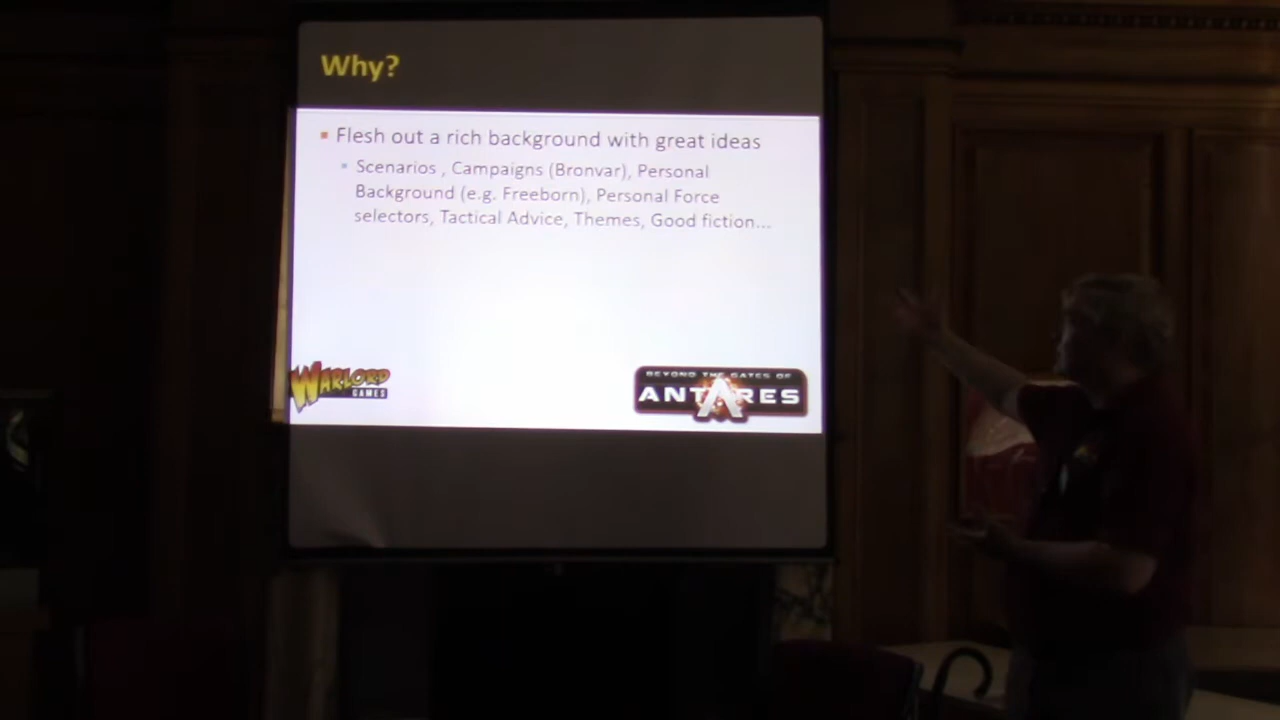 Why?
Flesh out a rich background with great ideas
Scenarios , Campaigns (Bronvar), Personal
Background (e.g. Freeborn), Personal Force
selectors, Tactical Advice, Themes, Good fiction...
WARLORD
GAMES
BEYOND THE GATES OF
ANTARES